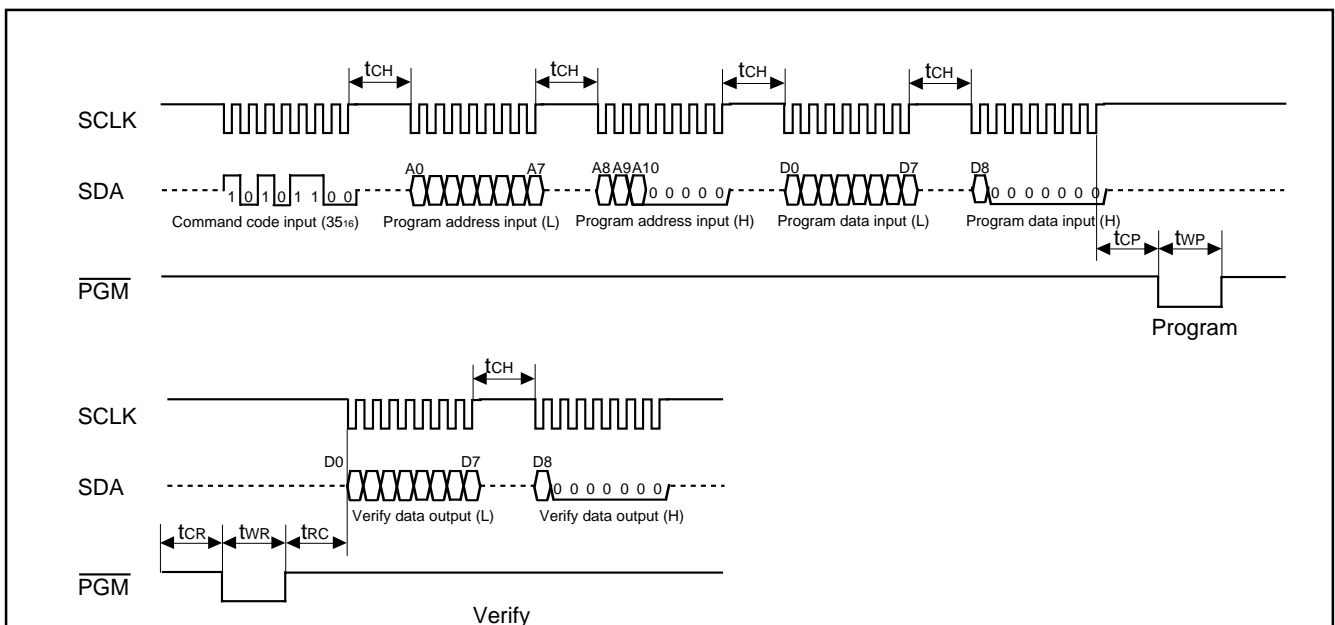 tCH tCH tCH tCH
SCLK
A0 A7 A8 A9 A10 D0 D7 D8
SDA 1 0 1 0 1 1 0 0 0 0 0 0 0 0 0 0 0 0 0 0
Command code input (35₁₆) Program address input (L) Program address input (H) Program data input (L) Program data input (H)
tCP tWP
PGM
Program
tCH
SCLK
D0 D7 D8
SDA 0 0 0 0 0 0 0
Verify data output (L) Verify data output (H)
tCR tWR tRC
PGM
Verify